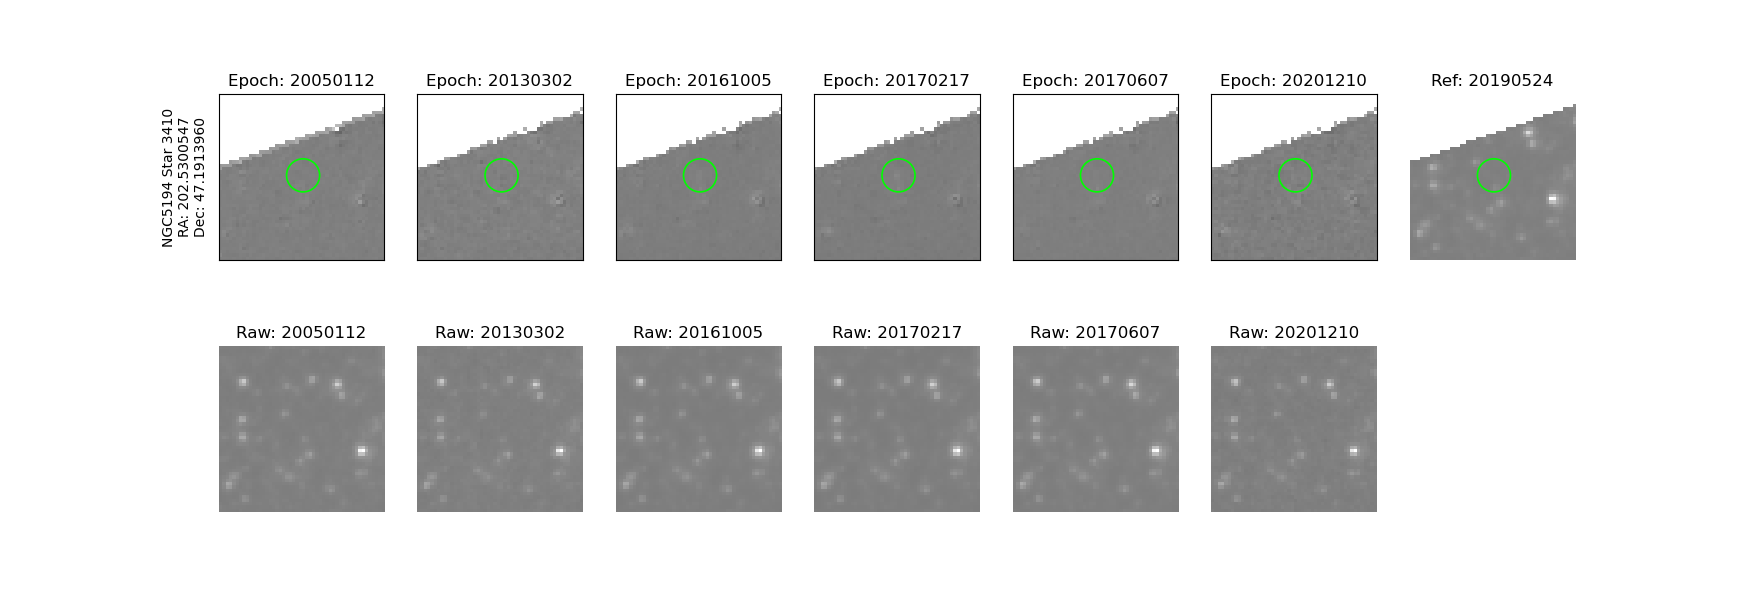 NGC5194 Star 3410
RA: 202.5300547
Dec: 47.1913960
Epoch: 20050112
Epoch: 20130302
Epoch: 20161005
Epoch: 20170217
Epoch: 20170607
Epoch: 20201210
Ref: 20190524
Raw: 20050112
Raw: 20130302
Raw: 20161005
Raw: 20170217
Raw: 20170607
Raw: 20201210